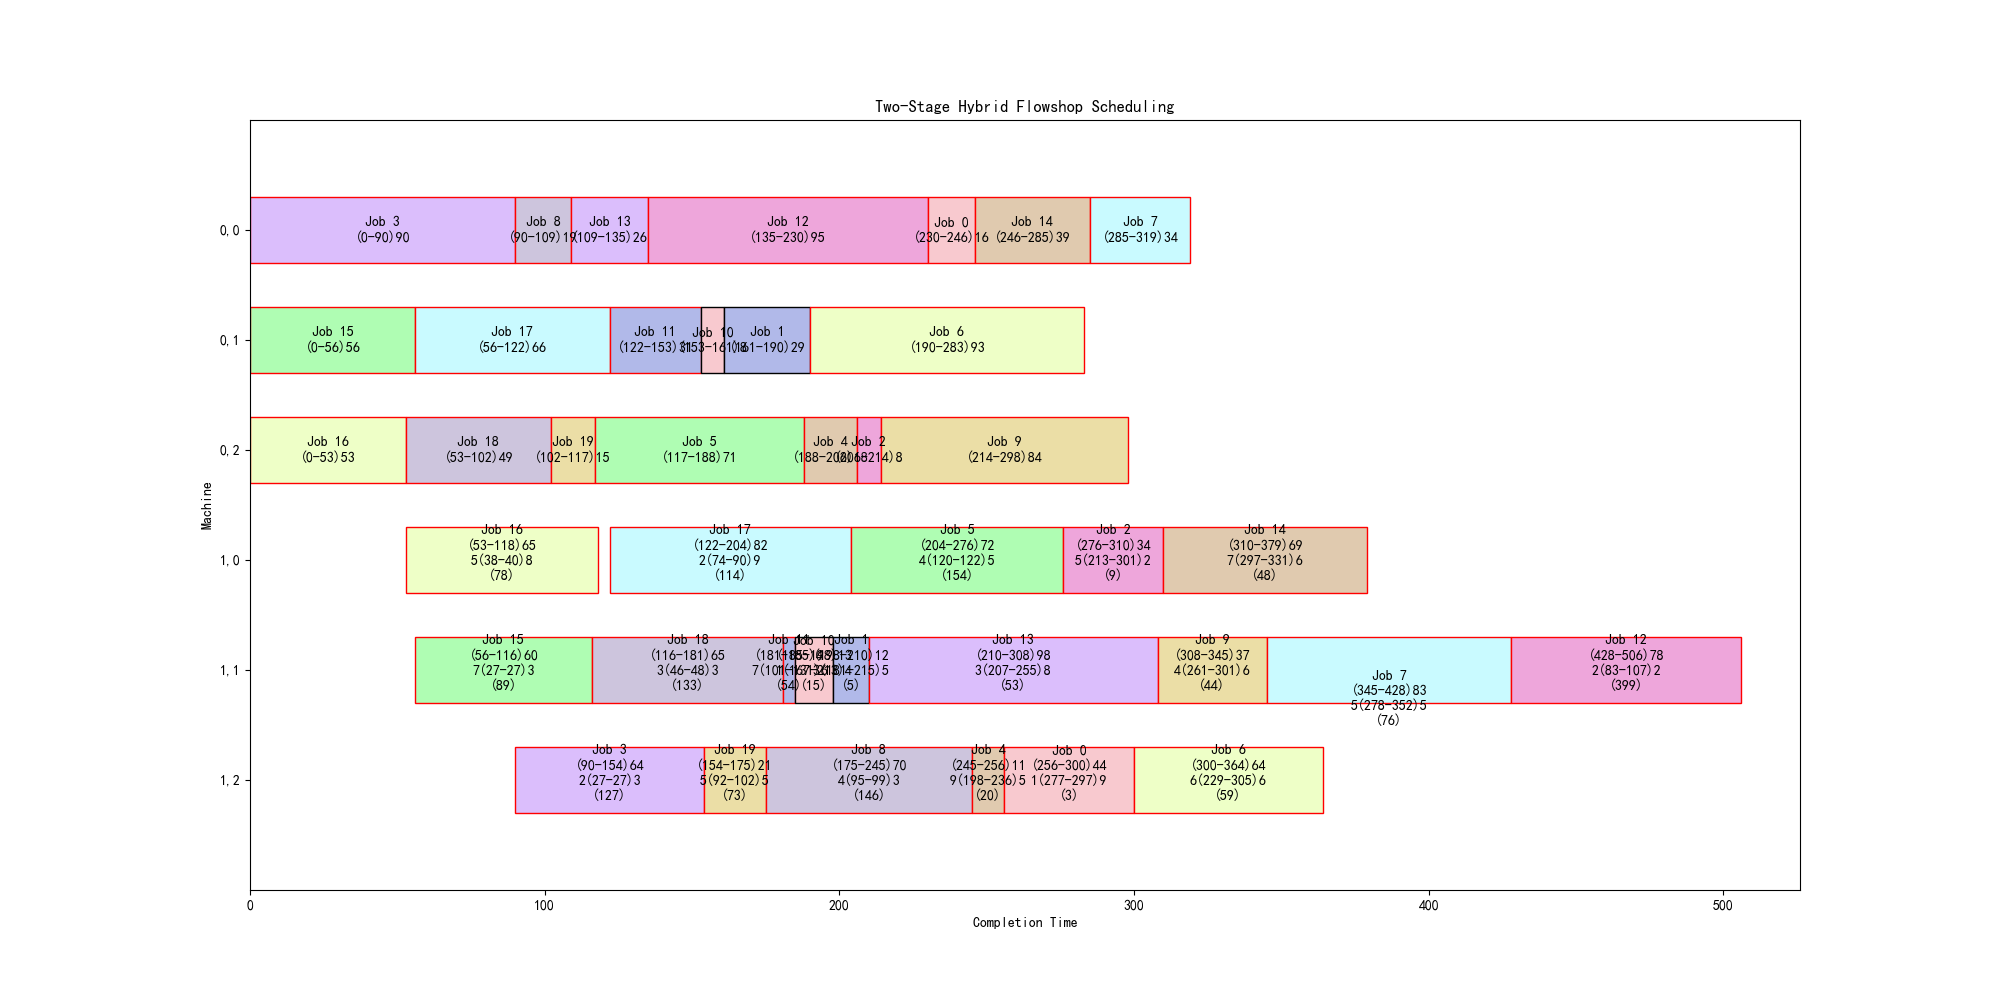 Two-Stage Hybrid Flowshop Scheduling
Machine
0,0
Job 3
(0-90)90
Job 8
(90-109)19
Job 13
(109-135)26
Job 12
(135-230)95
Job 0
(230-246)16
Job 14
(246-285)39
Job 7
(285-319)34
0,1
Job 15
(0-56)56
Job 17
(56-122)66
Job 11
(122-153)31
Job 10
(153-161)8
Job 1
(161-190)29
Job 6
(190-283)93
0,2
Job 16
(0-53)53
Job 18
(53-102)49
Job 19
(102-117)15
Job 5
(117-188)71
Job 4
(188-206)18
Job 2
(206-214)8
Job 9
(214-298)84
1,0
Job 16
(53-118)65
5(38-40)8
(78)
Job 17
(122-204)82
2(74-90)9
(114)
Job 5
(204-276)72
4(120-122)5
(154)
Job 2
(276-310)34
5(213-301)2
(9)
Job 14
(310-379)69
7(297-331)6
(48)
1,1
Job 15
(56-116)60
7(27-27)3
(89)
Job 18
(116-181)65
3(46-48)3
(133)
Job 11
(54)
Job 10
(15)
Job 1
(198-210)12
(5)
Job 13
(210-308)98
3(207-255)8
(53)
Job 9
(308-345)37
4(261-301)6
(44)
Job 7
(345-428)83
5(278-352)5
(76)
Job 12
(428-506)78
2(83-107)2
(399)
1,2
Job 3
(90-154)64
2(27-27)3
(127)
Job 19
(154-175)21
5(92-102)5
(73)
Job 8
(175-245)70
4(95-99)3
(146)
Job 4
(245-256)11
9(198-236)5
(20)
Job 0
(256-300)44
1(277-297)9
(3)
Job 6
(300-364)64
6(229-305)6
(59)
0
100
200
300
400
500
Completion Time